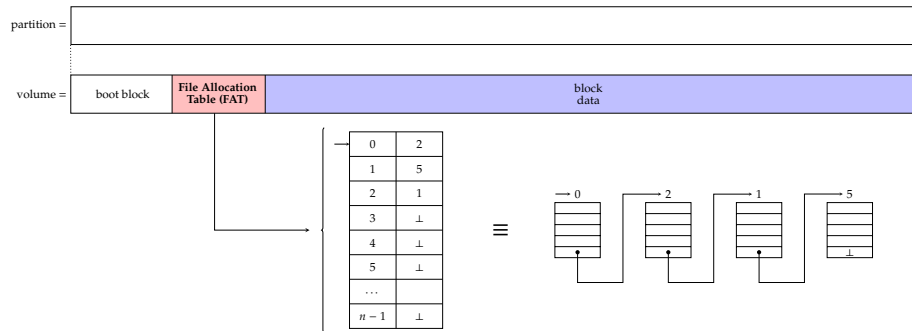 partition =
volume =
boot block
File Allocation
Table (FAT)
block
data
0 2
1 5
2 1
3 ⊥
4 ⊥
5 ⊥
...
n − 1 ⊥
≡
0 2 1 5
⊥